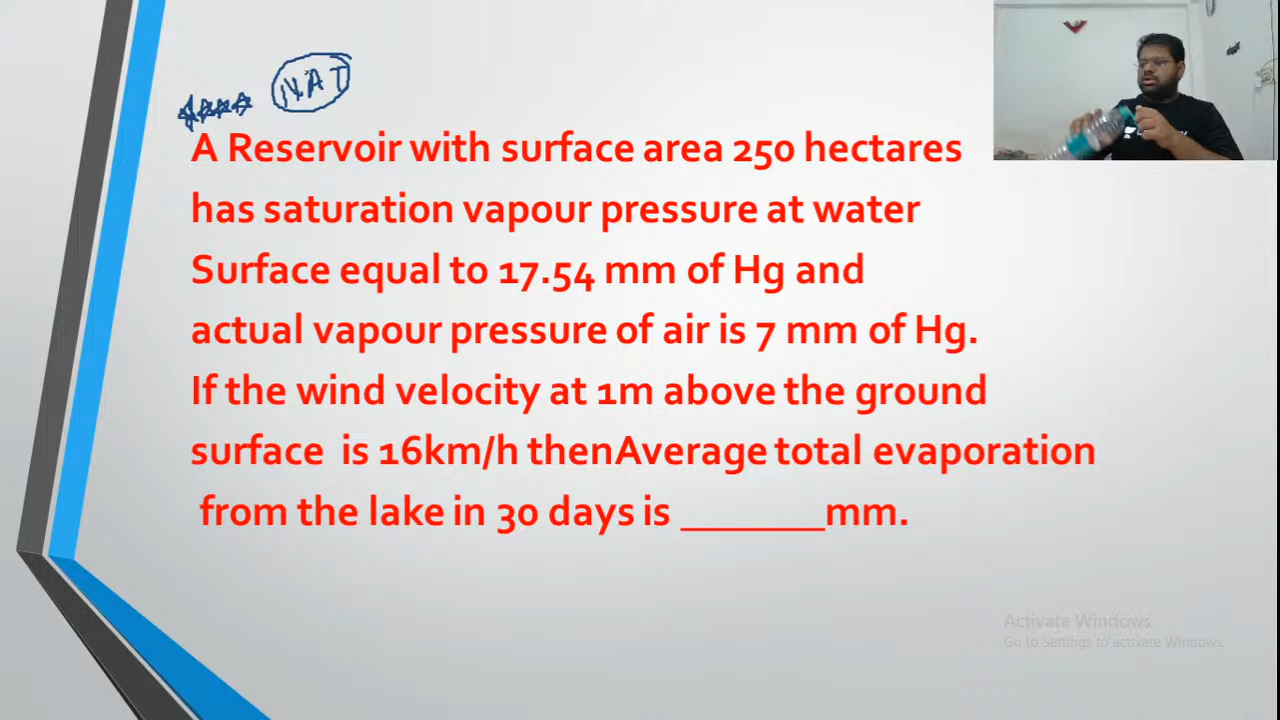 NAT
A Reservoir with surface area 250 hectares
has saturation vapour pressure at water
Surface equal to 17.54 mm of Hg and
actual vapour pressure of air is 7 mm of Hg.
If the wind velocity at 1m above the ground
surface is 16km/h thenAverage total evaporation
from the lake in 30 days is _______mm.
Activate Windows
Go to Settings to activate Windows.